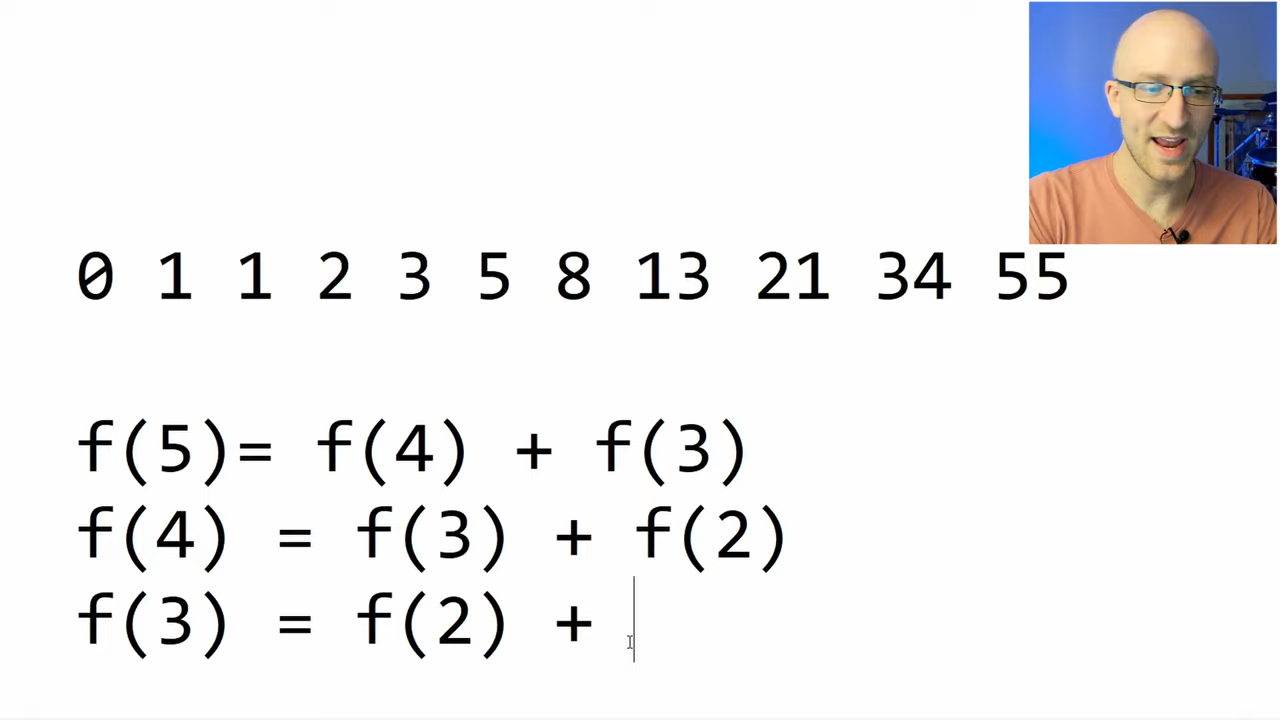 0 1 1 2 3 5 8 13 21 34 55
f(5)= f(4) + f(3)
f(4) = f(3) + f(2)
f(3) = f(2) +